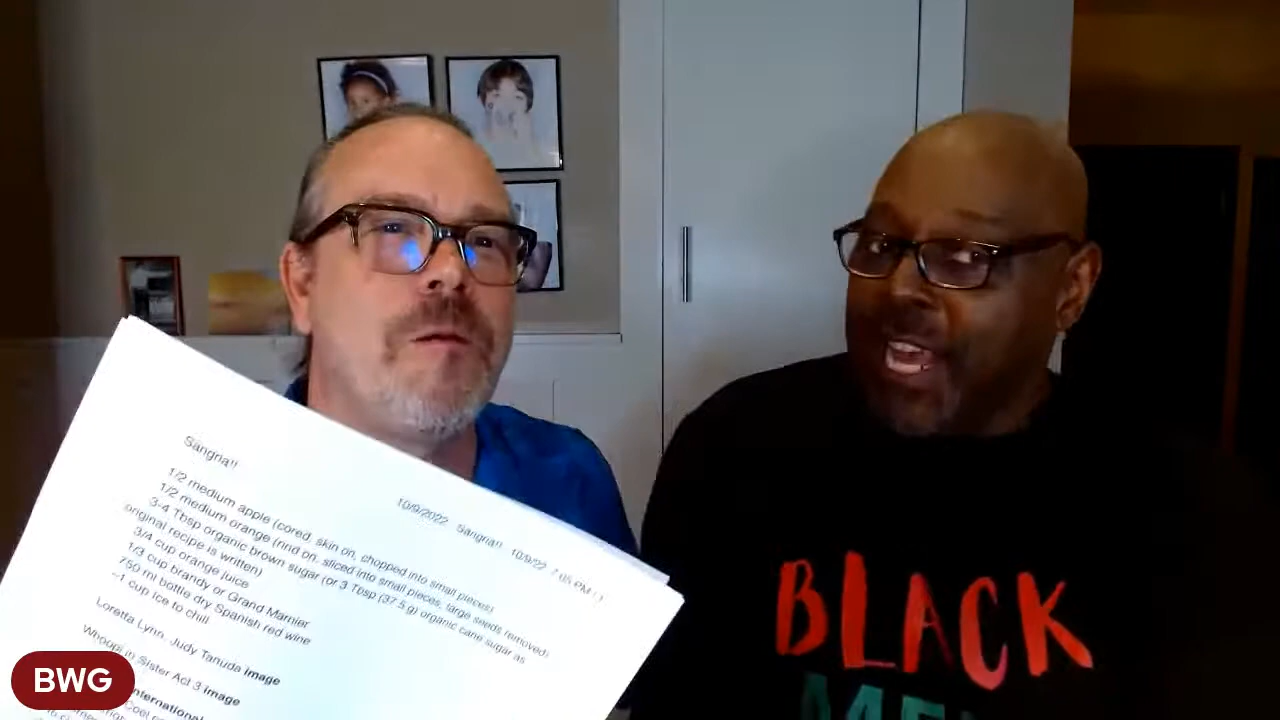 Sangria!!
10/9/2022 Sangria!! 10/9/22 7:05 PM
1/2 medium apple (cored, skin on, chopped into small pieces)
1/2 medium orange (rind on, sliced into small pieces, large seeds removed)
3-4 Tbsp organic brown sugar (or 3 Tbsp (37.5 g) organic cane sugar as
original recipe is written)
3/4 cup orange juice
1/3 cup brandy or Grand Marnier
750 ml bottle dry Spanish red wine
~1 cup Ice to chill
Loretta Lynn, Judy Tanuda image
Whoopi in Sister Act 3 image
BLACK
BWG